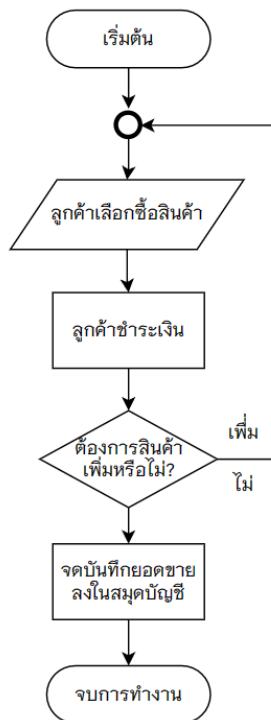 เริ่มต้น
ลูกค้าเลือกซื้อสินค้า
ลูกค้าชำระเงิน
ต้องการสินค้า
เพิ่มหรือไม่?
เพิ่ม
ไม่
จดบันทึกยอดขาย
ลงในสมุดบัญชี
จบการทำงาน